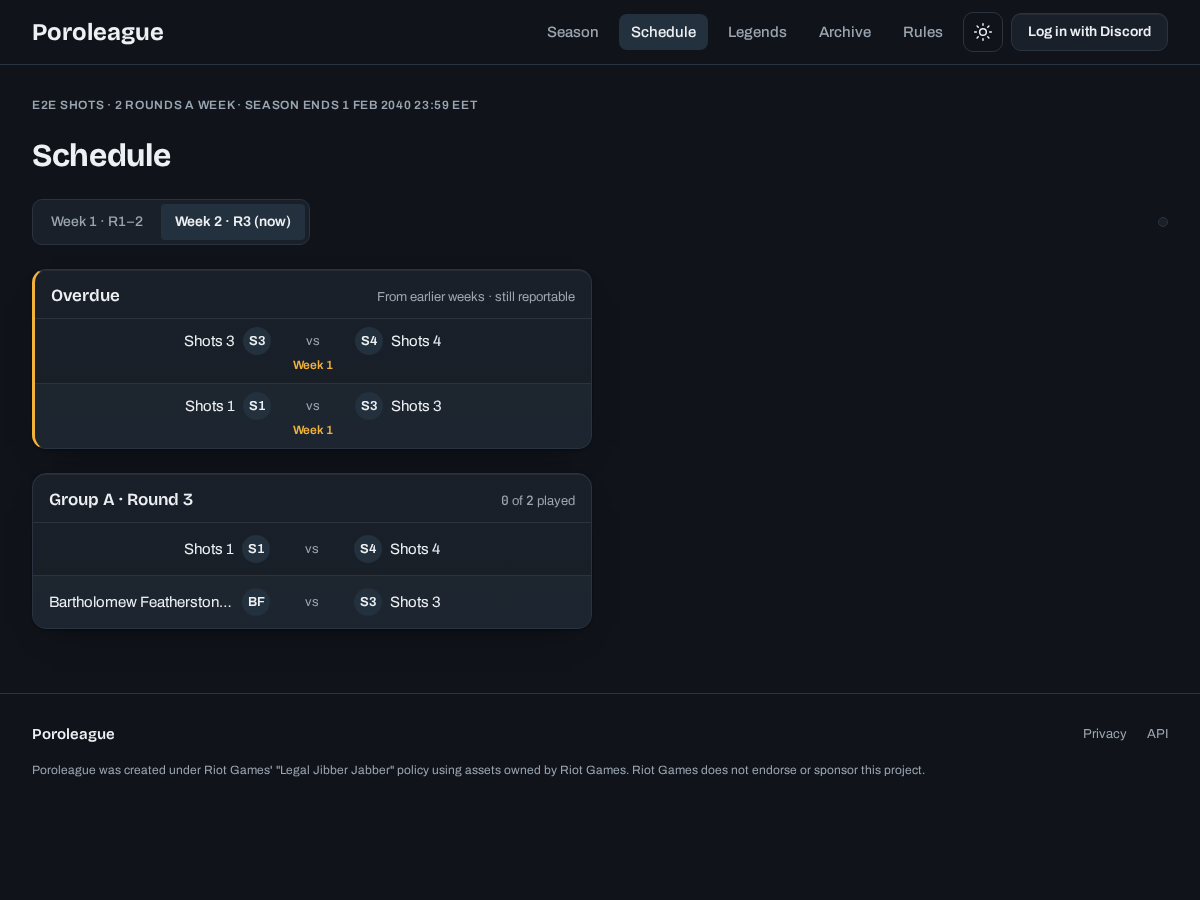 Poroleague
Season Schedule Legends Archive Rules Log in with Discord
E2E SHOTS · 2 ROUNDS A WEEK · SEASON ENDS 1 FEB 2040 23:59 EET
Schedule
Week 1 · R1–2 Week 2 · R3 (now)
Overdue From earlier weeks · still reportable
Shots 3 S3 vs S4 Shots 4
Week 1
Shots 1 S1 vs S3 Shots 3
Week 1
Group A · Round 3 0 of 2 played
Shots 1 S1 vs S4 Shots 4
Bartholomew Featherston... BF vs S3 Shots 3
Poroleague Privacy API
Poroleague was created under Riot Games' "Legal Jibber Jabber" policy using assets owned by Riot Games. Riot Games does not endorse or sponsor this project.